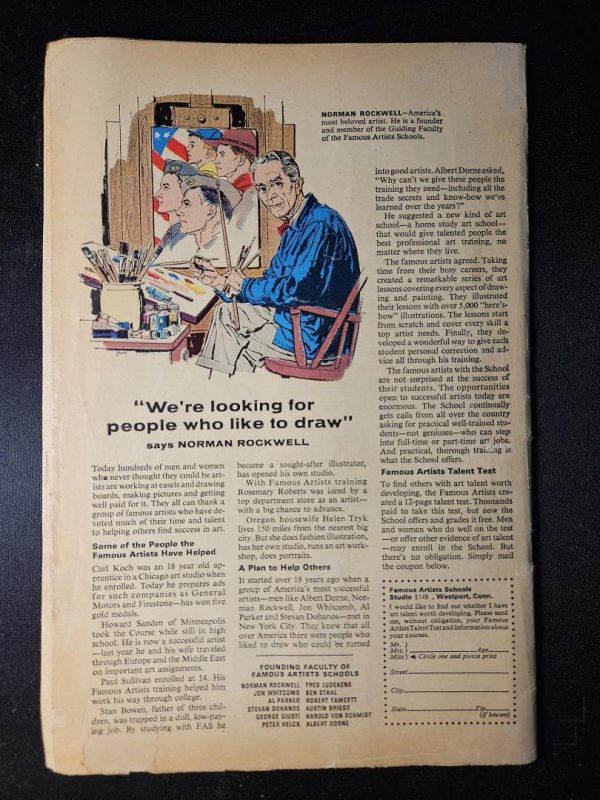 NORMAN ROCKWELL—America's
most beloved artist. He is a founder
and member of the Guiding Faculty
of the Famous Artists Schools.
"We're looking for
people who like to draw"
says NORMAN ROCKWELL
Today hundreds of men and women
who never thought they could be art-
ists are working at easels and drawing
boards, making pictures and getting
well paid for it. They all can thank a
group of famous artists who have de-
voted much of their time and talent
to helping others find success in art.
Some of the People the
Famous Artists Have Helped
Carl Koch was an 18 year old ap-
prentice in a Chicago art studio when
he enrolled. Today he prepares ads
for such companies as General
Motors and Firestone—has won five
gold medals.
Howard Sanden of Minneapolis
took the Course while still in high
school. He is now a successful artist
—last year he and his wife traveled
through Europe and the Middle East
on important art assignments.
Paul Sullivan enrolled at 14. His
Famous Artists training helped him
work his way through college.
Stan Bowen, father of three chil-
dren, was trapped in a dull, low-pay-
ing job. By studying with FAS he
became a sought-after illustrator,
has opened his own studio.
With Famous Artists training
Rosemary Roberts was hired by a
top department store as an artist—
with a big chance to advance.
Oregon housewife Helen Tryk
lives 150 miles from the nearest big
city. But she does fashion illustration,
has her own studio, runs an art work-
shop, does portraits.
A Plan to Help Others
It started over 18 years ago when a
group of America's most successful
artists—men like Albert Dorne, Nor-
man Rockwell, Jon Whitcomb, Al
Parker and Stevan Dohanos—met in
New York City. They knew that all
over America there were people who
liked to draw who could be turned
FOUNDING FACULTY OF
FAMOUS ARTISTS SCHOOLS
NORMAN ROCKWELL FRED LUDEKENS
JON WHITCOMB BEN STAHL
AL PARKER ROBERT FAWCETT
STEVAN DOHANOS AUSTIN BRIGGS
GEORGE GIUSTI HAROLD VON SCHMIDT
PETER HELCK ALBERT DORNE
into good artists. Albert Dorne asked,
"Why can't we give these people the
training they need—including all the
trade secrets and know-how we've
learned over the years?"
He suggested a new kind of art
school—a home study art school—
that would give talented people the
best professional art training, no
matter where they live.
The famous artists agreed. Taking
time from their busy careers, they
created a remarkable series of art
lessons covering every aspect of draw-
ing and painting. They illustrated
their lessons with over 5,000 "here's-
how" illustrations. The lessons start
from scratch and cover every skill a
top artist needs. Finally, they de-
veloped a wonderful way to give each
student personal correction and ad-
vice all through his training.
The famous artists with the School
are not surprised at the success of
their students. The opportunities
open to successful artists today are
enormous. The School continually
gets calls from all over the country
asking for practical well-trained stu-
dents—not geniuses—who can step
into full-time or part-time art jobs.
And practical, thorough training is
what the School offers.
Famous Artists Talent Test
To find others with art talent worth
developing, the Famous Artists cre-
ated a 12-page talent test. Thousands
paid to take this test, but now the
School offers and grades it free. Men
and women who do well on the test
—or offer other evidence of art talent
—may enroll in the School. But
there's no obligation. Simply mail
the coupon below.
Famous Artists Schools
Studio 5145, Westport, Conn.
I would like to find out whether I have
art talent worth developing. Please send
me, without obligation, your Famous
Artists Talent Test and information about
your courses.
Mr.
Mrs. Age
Miss Circle one and please print
Street
City
State Zip
(if known)